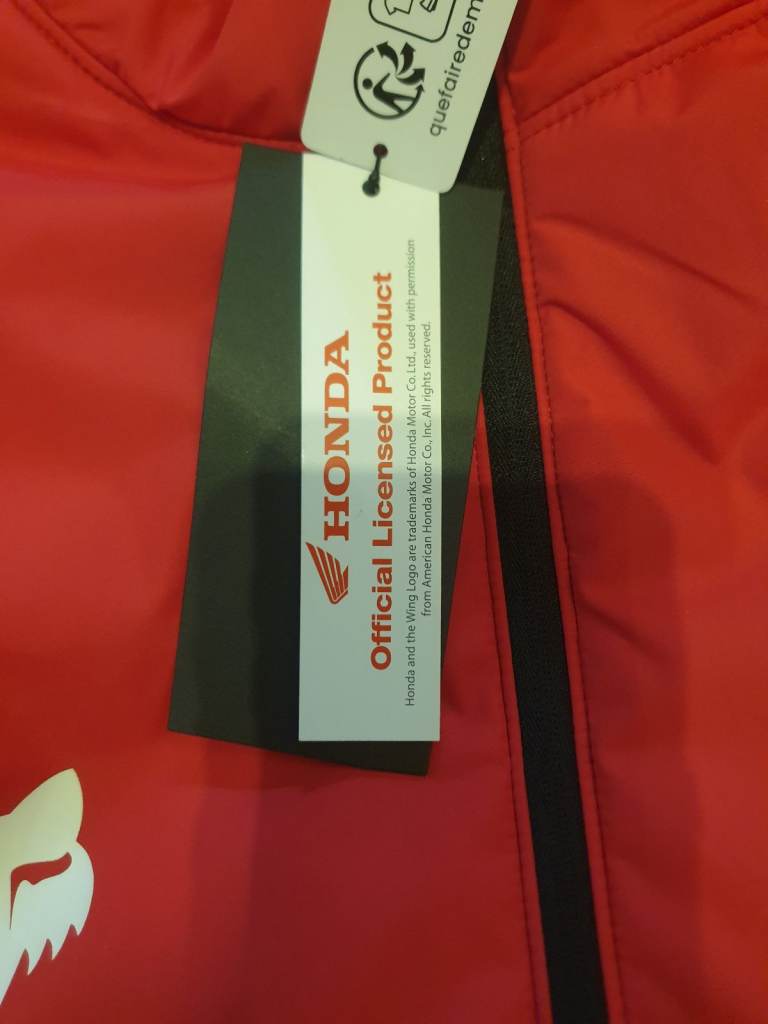 quefairedem
HONDA
Official Licensed Product
Honda and the Wing Logo are trademarks of Honda Motor Co. Ltd., used with permission
from American Honda Motor Co., Inc. All rights reserved.